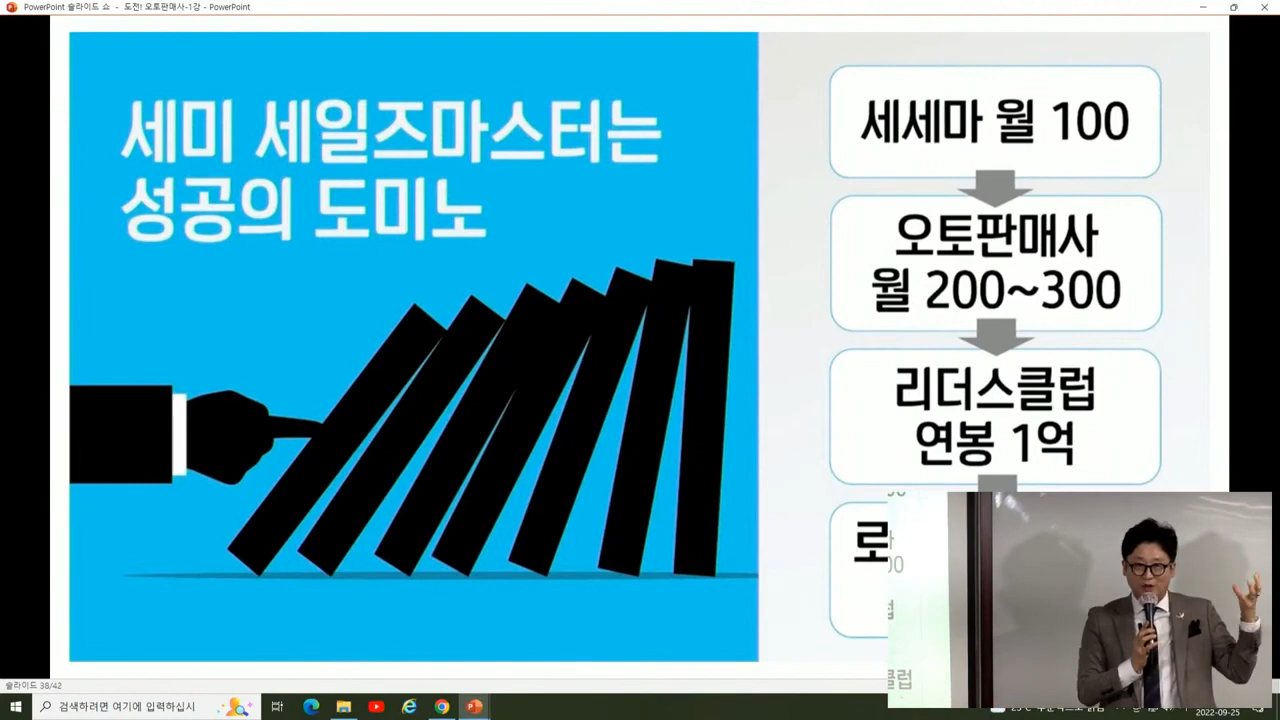 PowerPoint 슬라이드 쇼 - 도전! 오토판매사-1강 - PowerPoint
세미 세일즈마스터는
성공의 도미노
세세마 월 100
오토판매사
월 200~300
리더스클럽
연봉 1억
로
슬라이드 38/42
검색하려면 여기에 입력하십시
2022-09-25